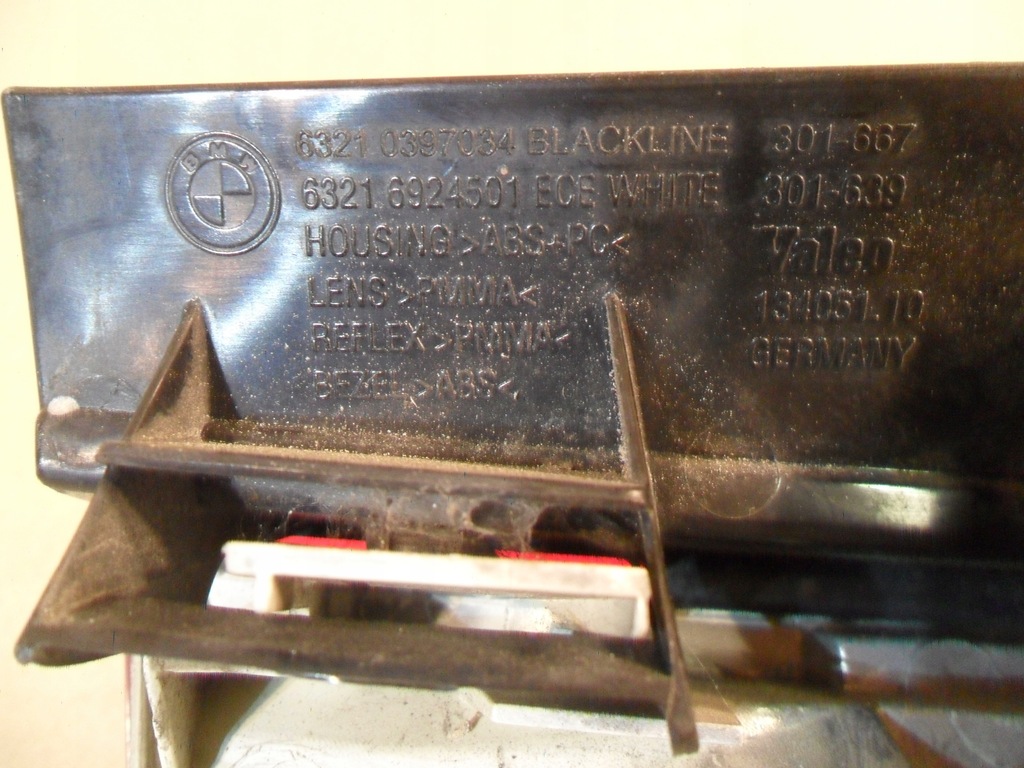 BMW
6321 0397034 BLACKLINE 301-667
6321 6924501 ECE WHITE 301-639
HOUSING >ABS+PC< Valeo
LENS >PMMA< 134051.10
REFLEX >PMMA< GERMANY
BEZEL >ABS<